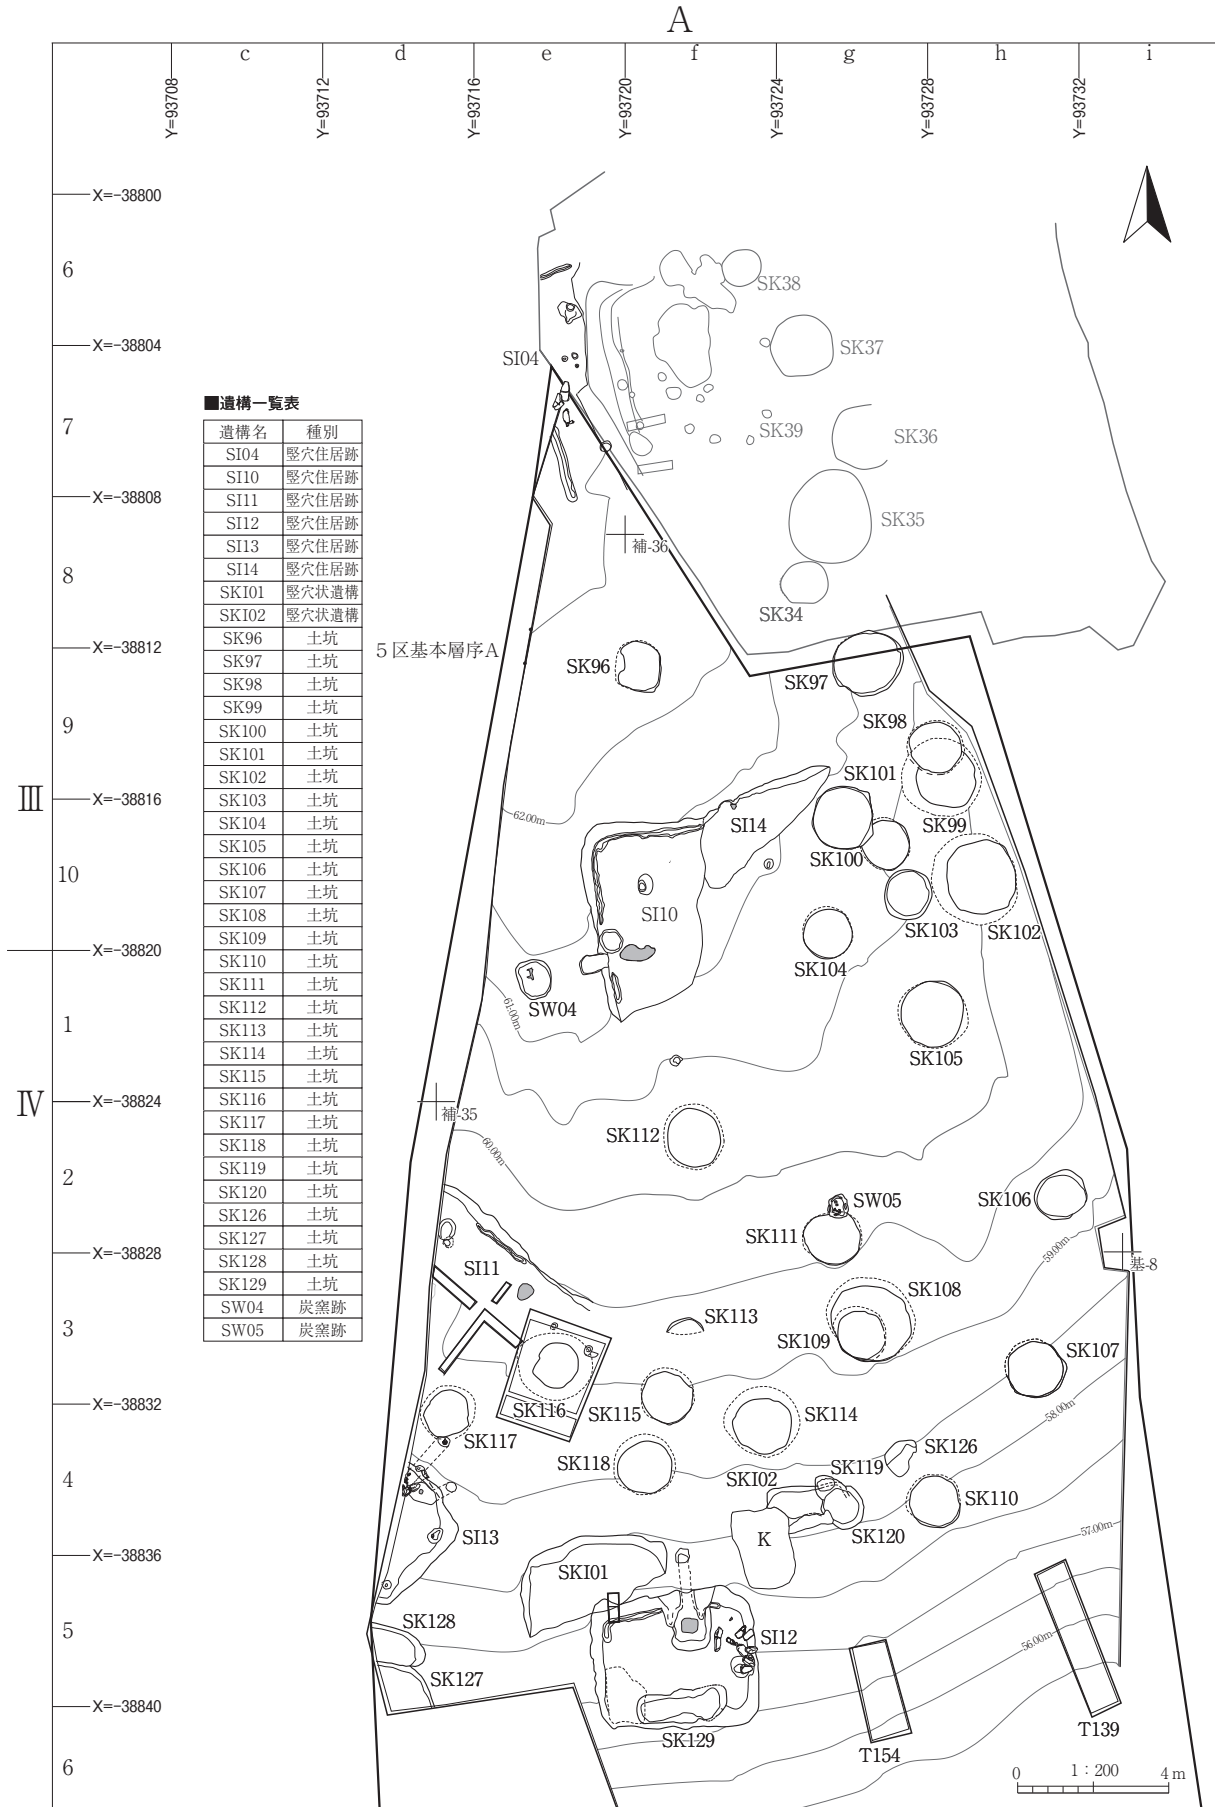 A
c d e f g h i
Y=93708 Y=93712 Y=93716 Y=93720 Y=93724 Y=93728 Y=93732
X=-38800
6
SK38
X=-38804
SI04
SK37
■遺構一覧表
7
SK39
SK36
遺構名 種別
SI04 竪穴住居跡
SI10 竪穴住居跡
SI11 竪穴住居跡
SI12 竪穴住居跡
SI13 竪穴住居跡
SI14 竪穴住居跡
SKI01 竪穴状遺構
SKI02 竪穴状遺構
SK96 土坑
SK97 土坑
SK98 土坑
SK99 土坑
SK100 土坑
SK101 土坑
SK102 土坑
SK103 土坑
SK104 土坑
SK105 土坑
SK106 土坑
SK107 土坑
SK108 土坑
SK109 土坑
SK110 土坑
SK111 土坑
SK112 土坑
SK113 土坑
SK114 土坑
SK115 土坑
SK116 土坑
SK117 土坑
SK118 土坑
SK119 土坑
SK120 土坑
SK126 土坑
SK127 土坑
SK128 土坑
SK129 土坑
SW04 炭窯跡
SW05 炭窯跡
X=-38808
SK35
補-36
8
SK34
X=-38812
5区基本層序A
SK96
SK97
9
SK98
SK101
Ⅲ
X=-38816
62.00m
SI14
SK99
SK100
10
SI10
SK103
SK102
X=-38820
SK104
SW04
61.00m
1
SK105
Ⅳ
X=-38824
補-35
SK112
60.00m
2
SW05
SK106
SK111
X=-38828
59.00m
基-8
SI11
SK108
3
SK113
SK109
SK107
X=-38832
SK116
SK115
SK114
58.00m
SK117
SK126
SK118
SKI02
SK119
4
SK110
SK120
57.00m
SI13
K
X=-38836
SKI01
SK128
5
SI12
56.00m
SK127
X=-38840
SK129
T154
T139
6
0 1：200 4m